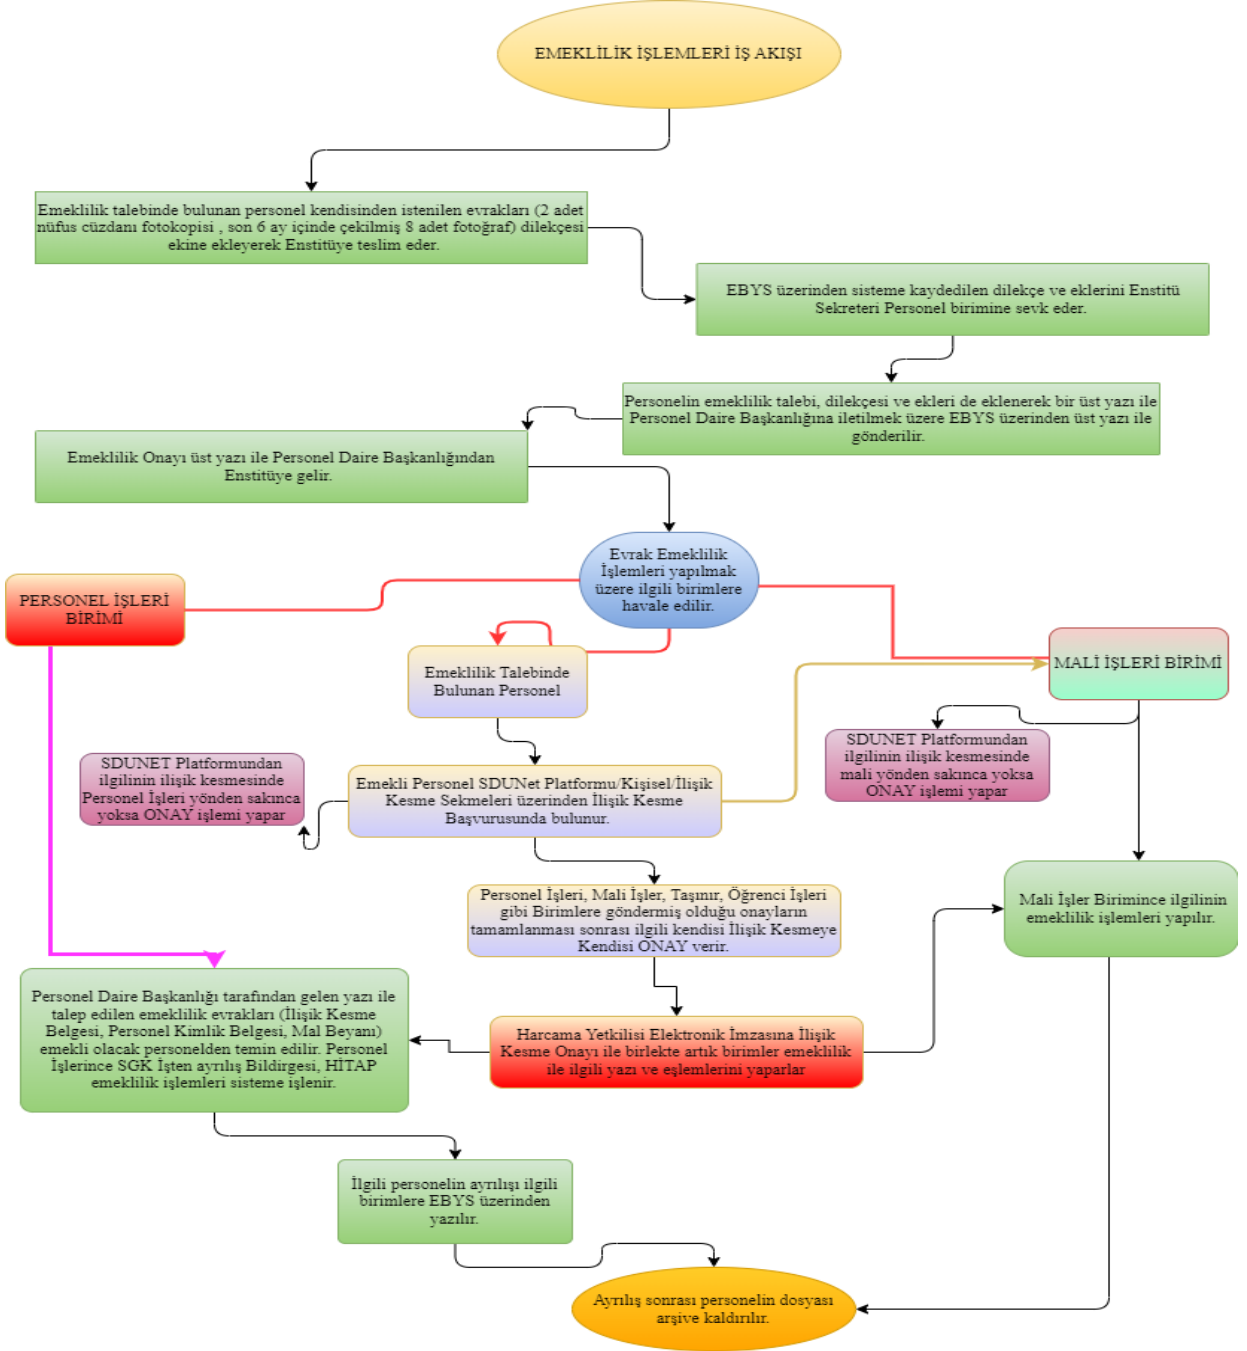 EMEKLİLİK İŞLEMLERİ İŞ AKIŞI
Emeklilik talebinde bulunan personel kendisinden istenilen evrakları (2 adet
nüfus cüzdanı fotokopisi , son 6 ay içinde çekilmiş 8 adet fotoğraf) dilekçesi
ekine ekleyerek Enstitüye teslim eder.
EBYS üzerinden sisteme kaydedilen dilekçe ve eklerini Enstitü
Sekreteri Personel birimine sevk eder.
Personelin emeklilik talebi, dilekçesi ve ekleri de eklenerek bir üst yazı ile
Personel Daire Başkanlığına iletilmek üzere EBYS üzerinden üst yazı ile
gönderilir.
Emeklilik Onayı üst yazı ile Personel Daire Başkanlığından
Enstitüye gelir.
Evrak Emeklilik
İşlemleri yapılmak
üzere ilgili birimlere
havale edilir.
PERSONEL İŞLERİ
BİRİMİ
Emeklilik Talebinde
Bulunan Personel
MALİ İŞLERİ BİRİMİ
SDUNET Platformundan
ilgilinin ilişik kesmesinde
Personel İşleri yönden sakınca
yoksa ONAY işlemi yapar
SDUNET Platformundan
ilgilinin ilişik kesmesinde
mali yönden sakınca yoksa
ONAY işlemi yapar
Emekli Personel SDUNet Platformu/Kişisel/İlişik
Kesme Sekmeleri üzerinden İlişik Kesme
Başvurusunda bulunur.
Personel İşleri, Mali İşler, Taşınır, Öğrenci İşleri
gibi Birimlere göndermiş olduğu onayların
tamamlanması sonrası ilgili kendisi İlişik Kesmeye
Kendisi ONAY verir.
Mali İşler Birimince ilgilinin
emeklilik işlemleri yapılır.
Personel Daire Başkanlığı tarafından gelen yazı ile
talep edilen emeklilik evrakları (İlişik Kesme
Belgesi, Personel Kimlik Belgesi, Mal Beyanı)
emekli olacak personelden temin edilir. Personel
İşlerince SGK İşten ayrılış Bildirgesi, HİTAP
emeklilik işlemleri sisteme işlenir.
Harcama Yetkilisi Elektronik İmzasına İlişik
Kesme Onayı ile birlekte artık birimler emeklilik
ile ilgili yazı ve eşlemlerini yaparlar
İlgili personelin ayrılışı ilgili
birimlere EBYS üzerinden
yazılır.
Ayrılış sonrası personelin dosyası
arşive kaldırılır.